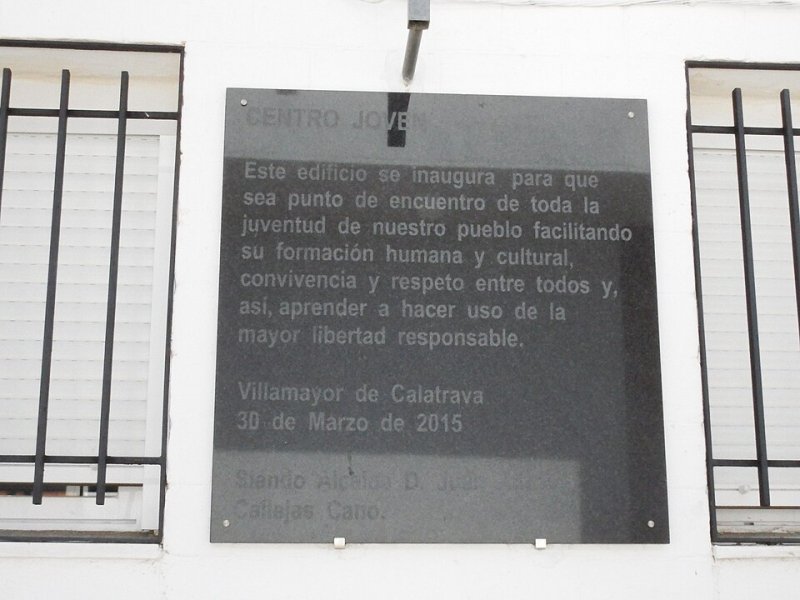 CENTRO JOVEN
Este edificio se inaugura para que
sea punto de encuentro de toda la
juventud de nuestro pueblo facilitando
su formación humana y cultural,
convivencia y respeto entre todos y,
así, aprender a hacer uso de la
mayor libertad responsable.
Villamayor de Calatrava
30 de Marzo de 2015
Siendo Alcalde D.
Callejas Cano.